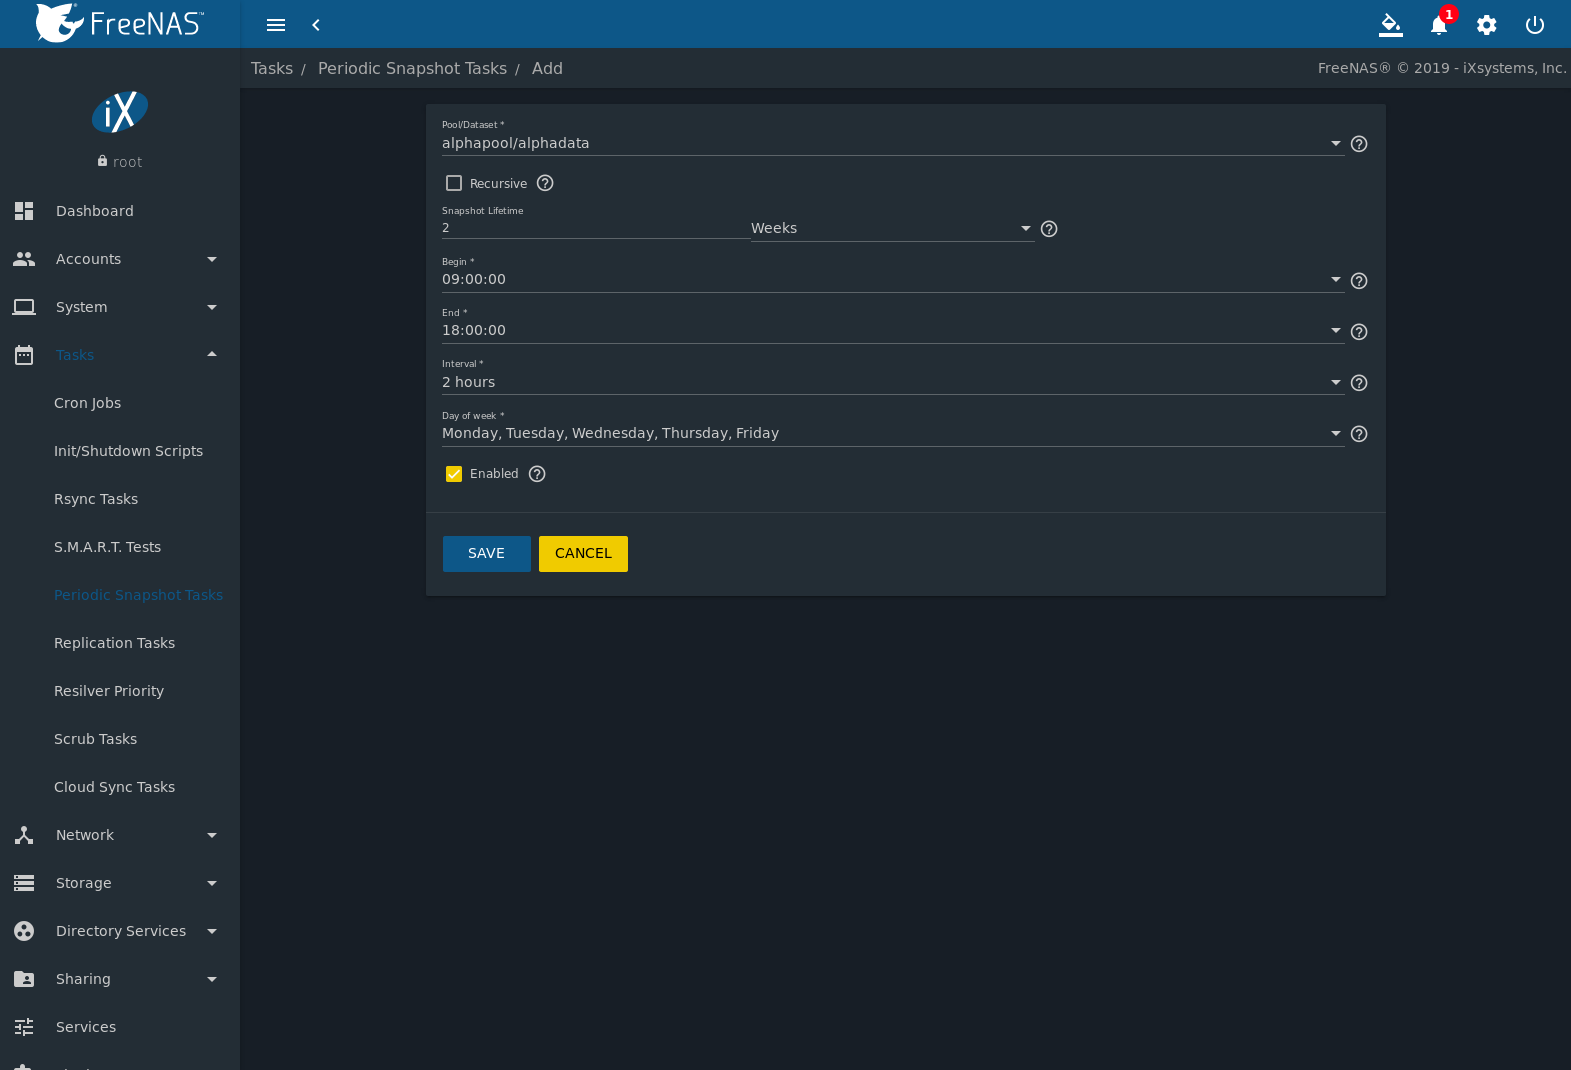 FreeNAS™
1
Tasks / Periodic Snapshot Tasks / Add
FreeNAS® © 2019 - iXsystems, Inc.
iX
root
Dashboard
Accounts
System
Tasks
Cron Jobs
Init/Shutdown Scripts
Rsync Tasks
S.M.A.R.T. Tests
Periodic Snapshot Tasks
Replication Tasks
Resilver Priority
Scrub Tasks
Cloud Sync Tasks
Network
Storage
Directory Services
Sharing
Services
Pool/Dataset *
alphapool/alphadata
Recursive
Snapshot Lifetime
2 Weeks
Begin *
09:00:00
End *
18:00:00
Interval *
2 hours
Day of week *
Monday, Tuesday, Wednesday, Thursday, Friday
Enabled
SAVE CANCEL